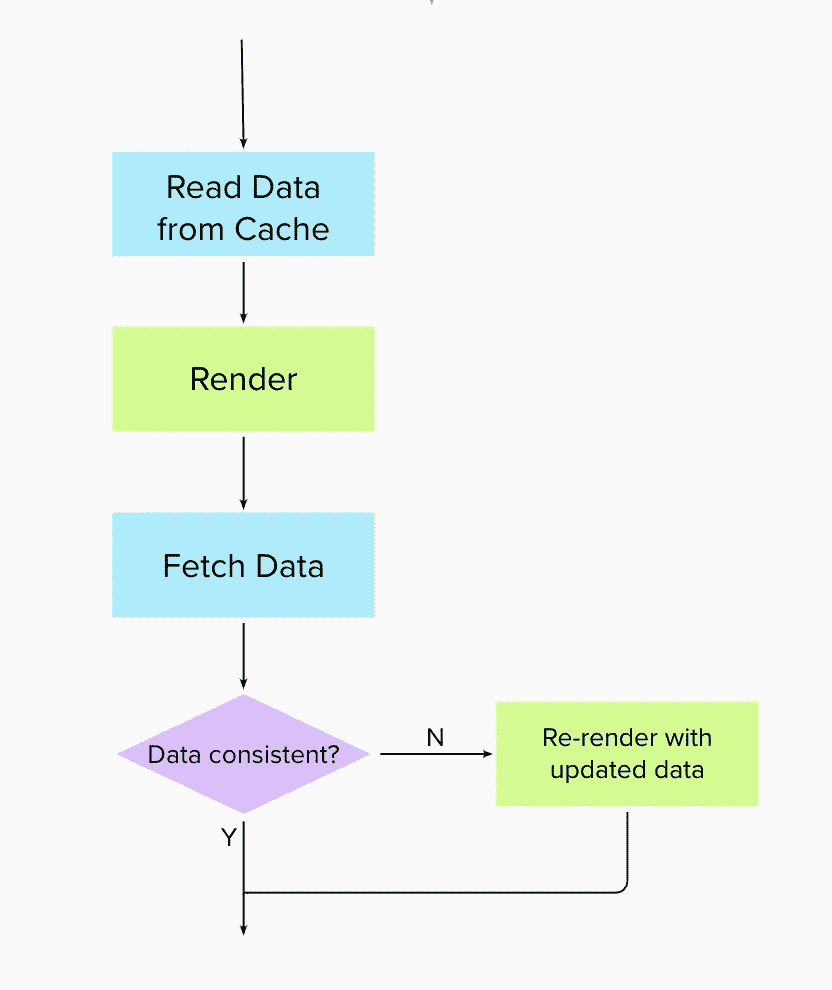 Read Data
from Cache
Render
Fetch Data
Data consistent?
N
Re-render with
updated data
Y